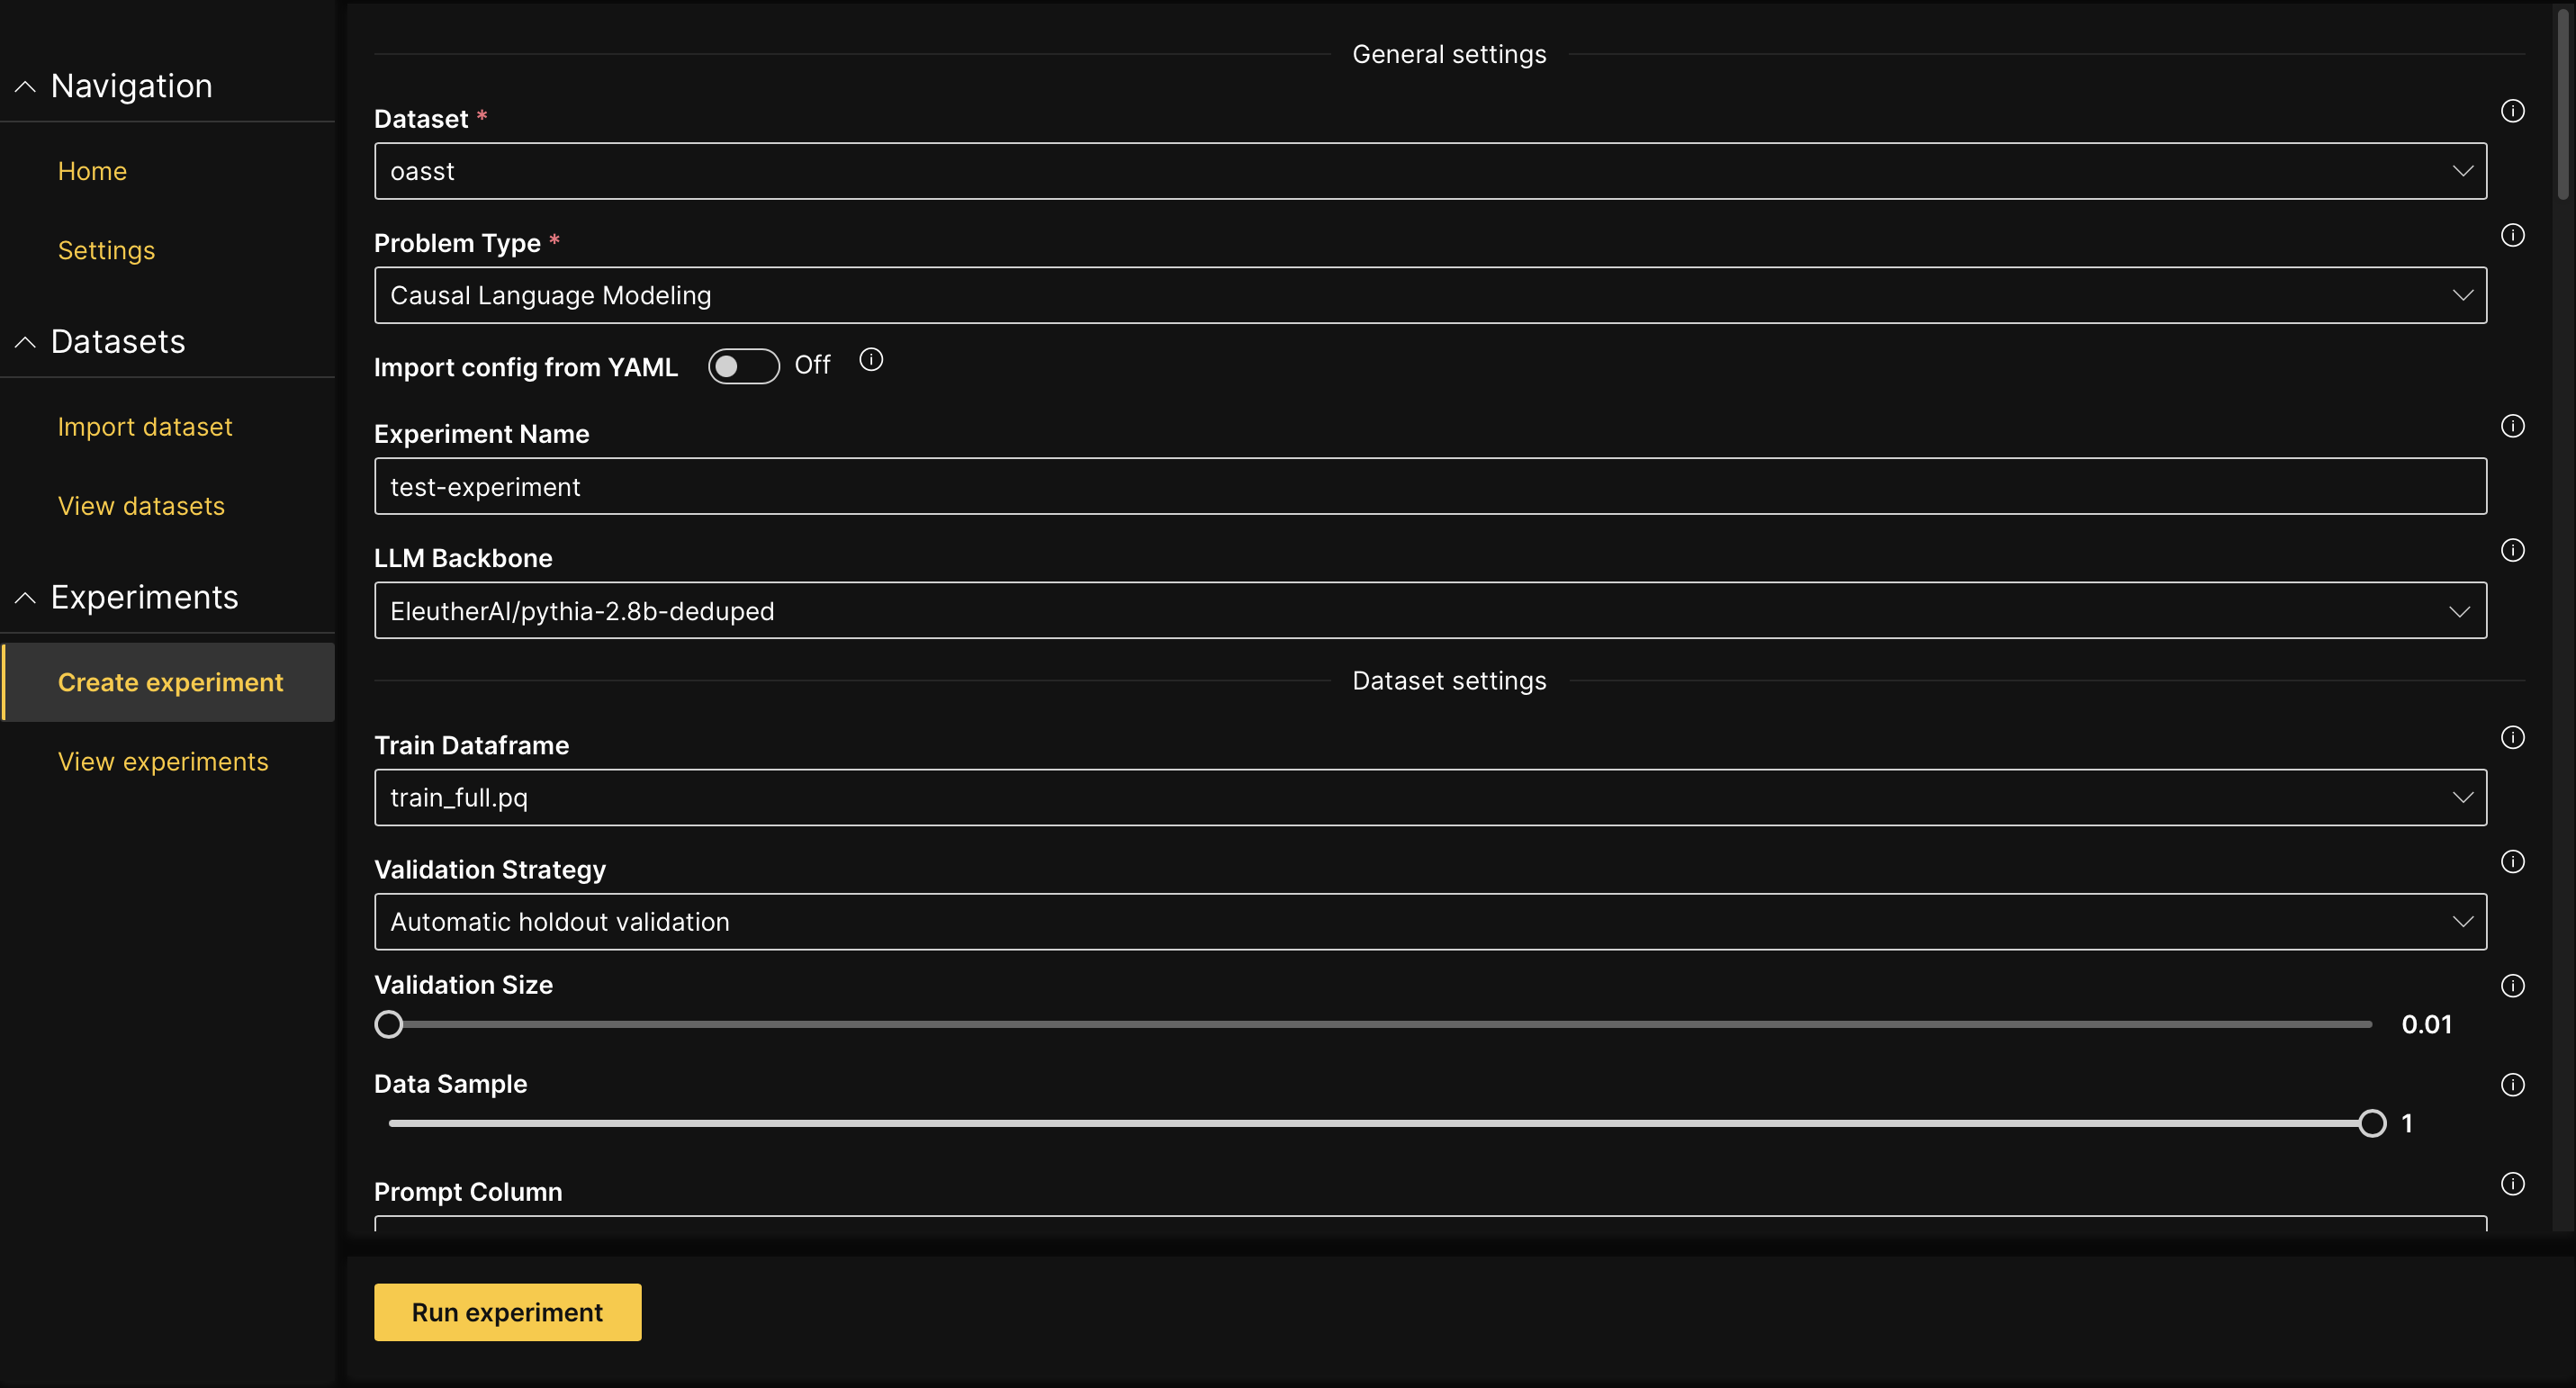 Navigation
Home
Settings
Datasets
Import dataset
View datasets
Experiments
Create experiment
View experiments
General settings
Dataset *
oasst
Problem Type *
Causal Language Modeling
Import config from YAML Off
Experiment Name
test-experiment
LLM Backbone
EleutherAI/pythia-2.8b-deduped
Dataset settings
Train Dataframe
train_full.pq
Validation Strategy
Automatic holdout validation
Validation Size
0.01
Data Sample
1
Prompt Column
Run experiment